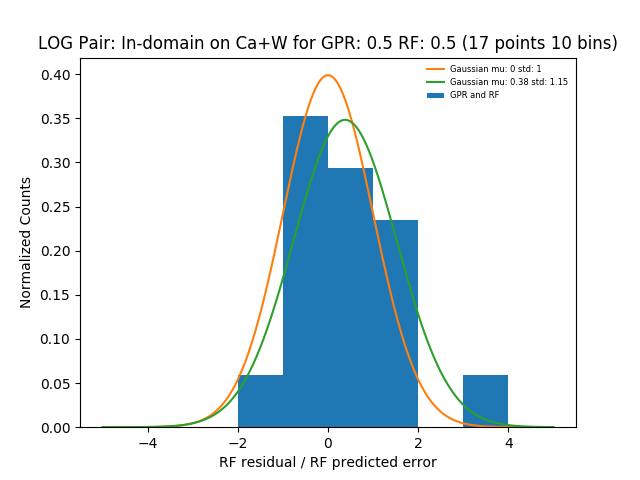 LOG Pair: In-domain on Ca+W for GPR: 0.5 RF: 0.5 (17 points 10 bins)
Gaussian mu: 0 std: 1
Gaussian mu: 0.38 std: 1.15
GPR and RF
Normalized Counts
0.40
0.35
0.30
0.25
0.20
0.15
0.10
0.05
0.00
−4
−2
0
2
4
RF residual / RF predicted error